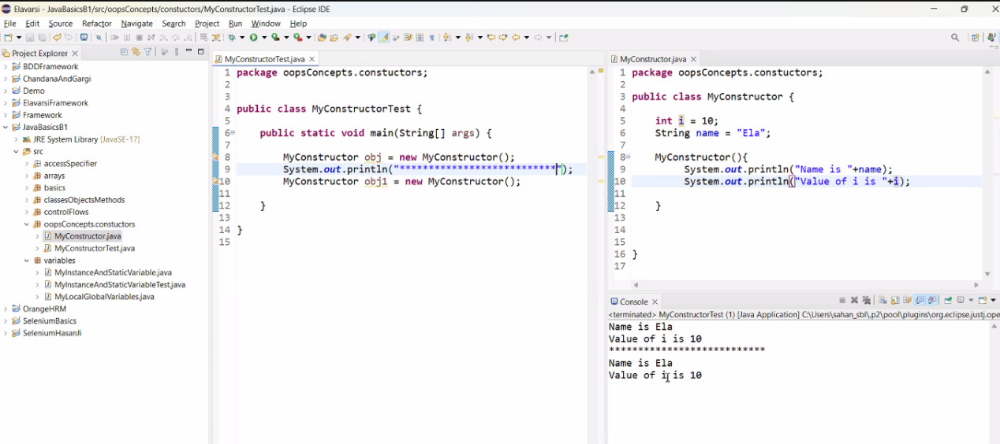 Elavarsi - JavaBasicsB1/src/oopsConcepts/constuctors/MyConstructorTest.java - Eclipse IDE
File Edit Source Refactor Navigate Search Project Run Window Help
Project Explorer
BDDFramework
ChandanaAndGargi
Demo
ElavarsiFramework
Framework
JavaBasicsB1
JRE System Library [JavaSE-17]
src
accessSpecifier
arrays
basics
classesObjectsMethods
controlFlows
oopsConcepts.constuctors
MyConstructor.java
MyConstructorTest.java
variables
MyInstanceAndStaticVariable.java
MyInstanceAndStaticVariableTest.java
MyLocalGlobalVariables.java
OrangeHRM
SeleniumBasics
SeleniumHasanJi
MyConstructorTest.java
1 package oopsConcepts.constuctors;
2
3
4 public class MyConstructorTest {
5
6 public static void main(String[] args) {
7
8 MyConstructor obj = new MyConstructor();
9 System.out.println("***************************");
10 MyConstructor obj1 = new MyConstructor();
11
12 }
13
14 }
15
MyConstructor.java
1 package oopsConcepts.constuctors;
2
3 public class MyConstructor {
4
5 int i = 10;
6 String name = "Ela";
7
8 MyConstructor(){
9 System.out.println("Name is "+name);
10 System.out.println("Value of i is "+i);
11
12 }
13
14
15
16 }
17
Console
<terminated> MyConstructorTest (1) [Java Application] C:\Users\sahan_sbl\.p2\pool\plugins\org.eclipse.justj.ope
Name is Ela
Value of i is 10
***************************
Name is Ela
Value of i is 10